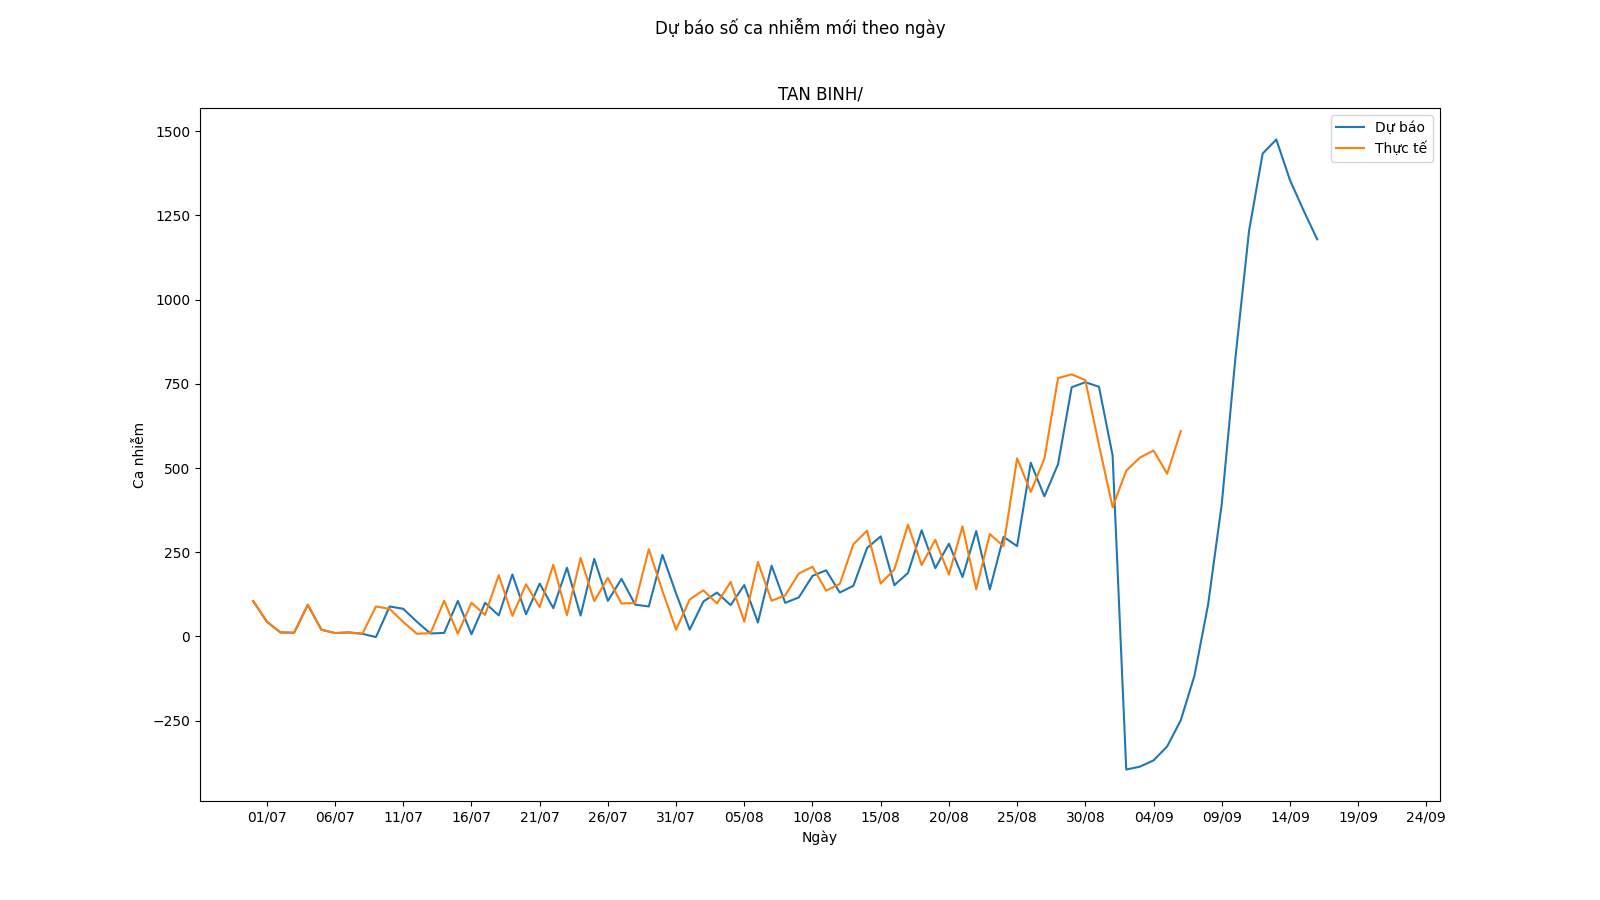 Dự báo số ca nhiễm mới theo ngày
TAN BINH/
Dự báo
Thực tế
1500
1250
1000
750
500
250
0
−250
Ca nhiễm
01/07 06/07 11/07 16/07 21/07 26/07 31/07 05/08 10/08 15/08 20/08 25/08 30/08 04/09 09/09 14/09 19/09 24/09
Ngày